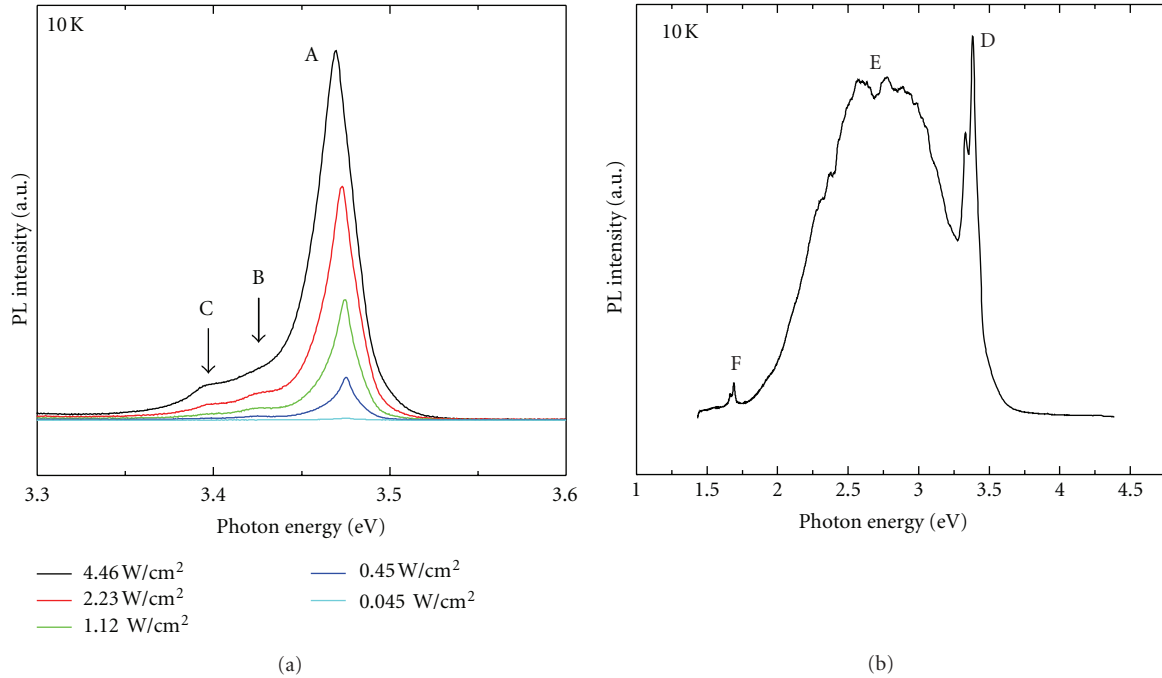 10 K
A
B
C
PL intensity (a.u.)
3.3 3.4 3.5 3.6
Photon energy (eV)
4.46 W/cm²
2.23 W/cm²
1.12 W/cm²
0.45 W/cm²
0.045 W/cm²
(a)
10 K
D
E
F
PL intensity (a.u.)
1 1.5 2 2.5 3 3.5 4 4.5
Photon energy (eV)
(b)